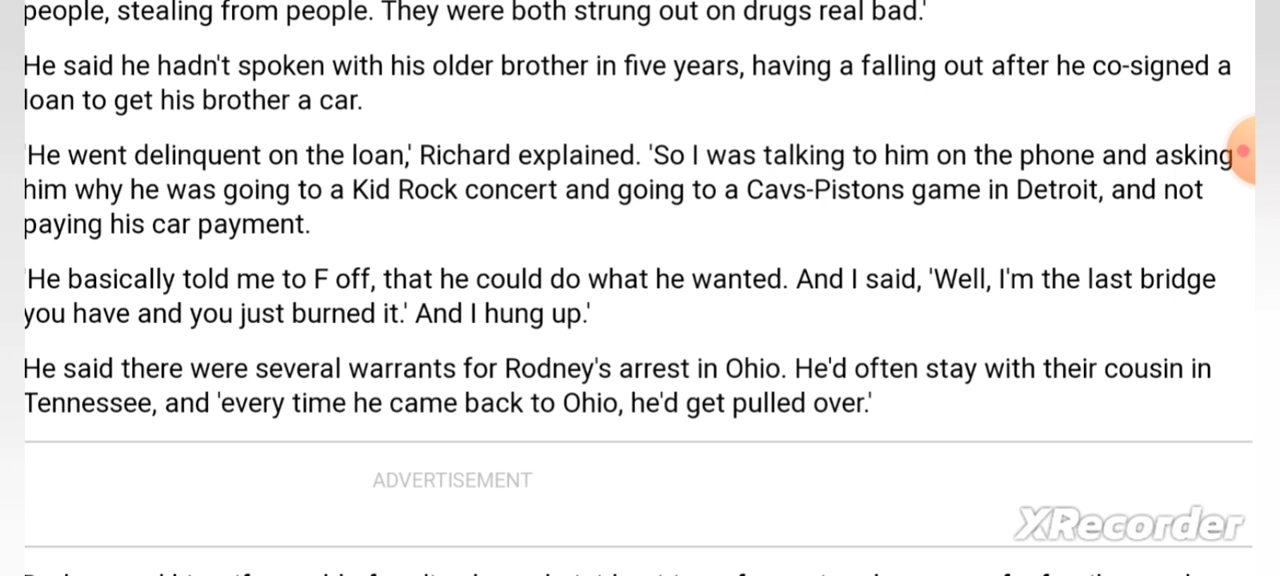 people, stealing from people. They were both strung out on drugs real bad.'
He said he hadn't spoken with his older brother in five years, having a falling out after he co-signed a
loan to get his brother a car.
'He went delinquent on the loan,' Richard explained. 'So I was talking to him on the phone and asking
him why he was going to a Kid Rock concert and going to a Cavs-Pistons game in Detroit, and not
paying his car payment.
'He basically told me to F off, that he could do what he wanted. And I said, 'Well, I'm the last bridge
you have and you just burned it.' And I hung up.'
He said there were several warrants for Rodney's arrest in Ohio. He'd often stay with their cousin in
Tennessee, and 'every time he came back to Ohio, he'd get pulled over.'
ADVERTISEMENT
XRecorder